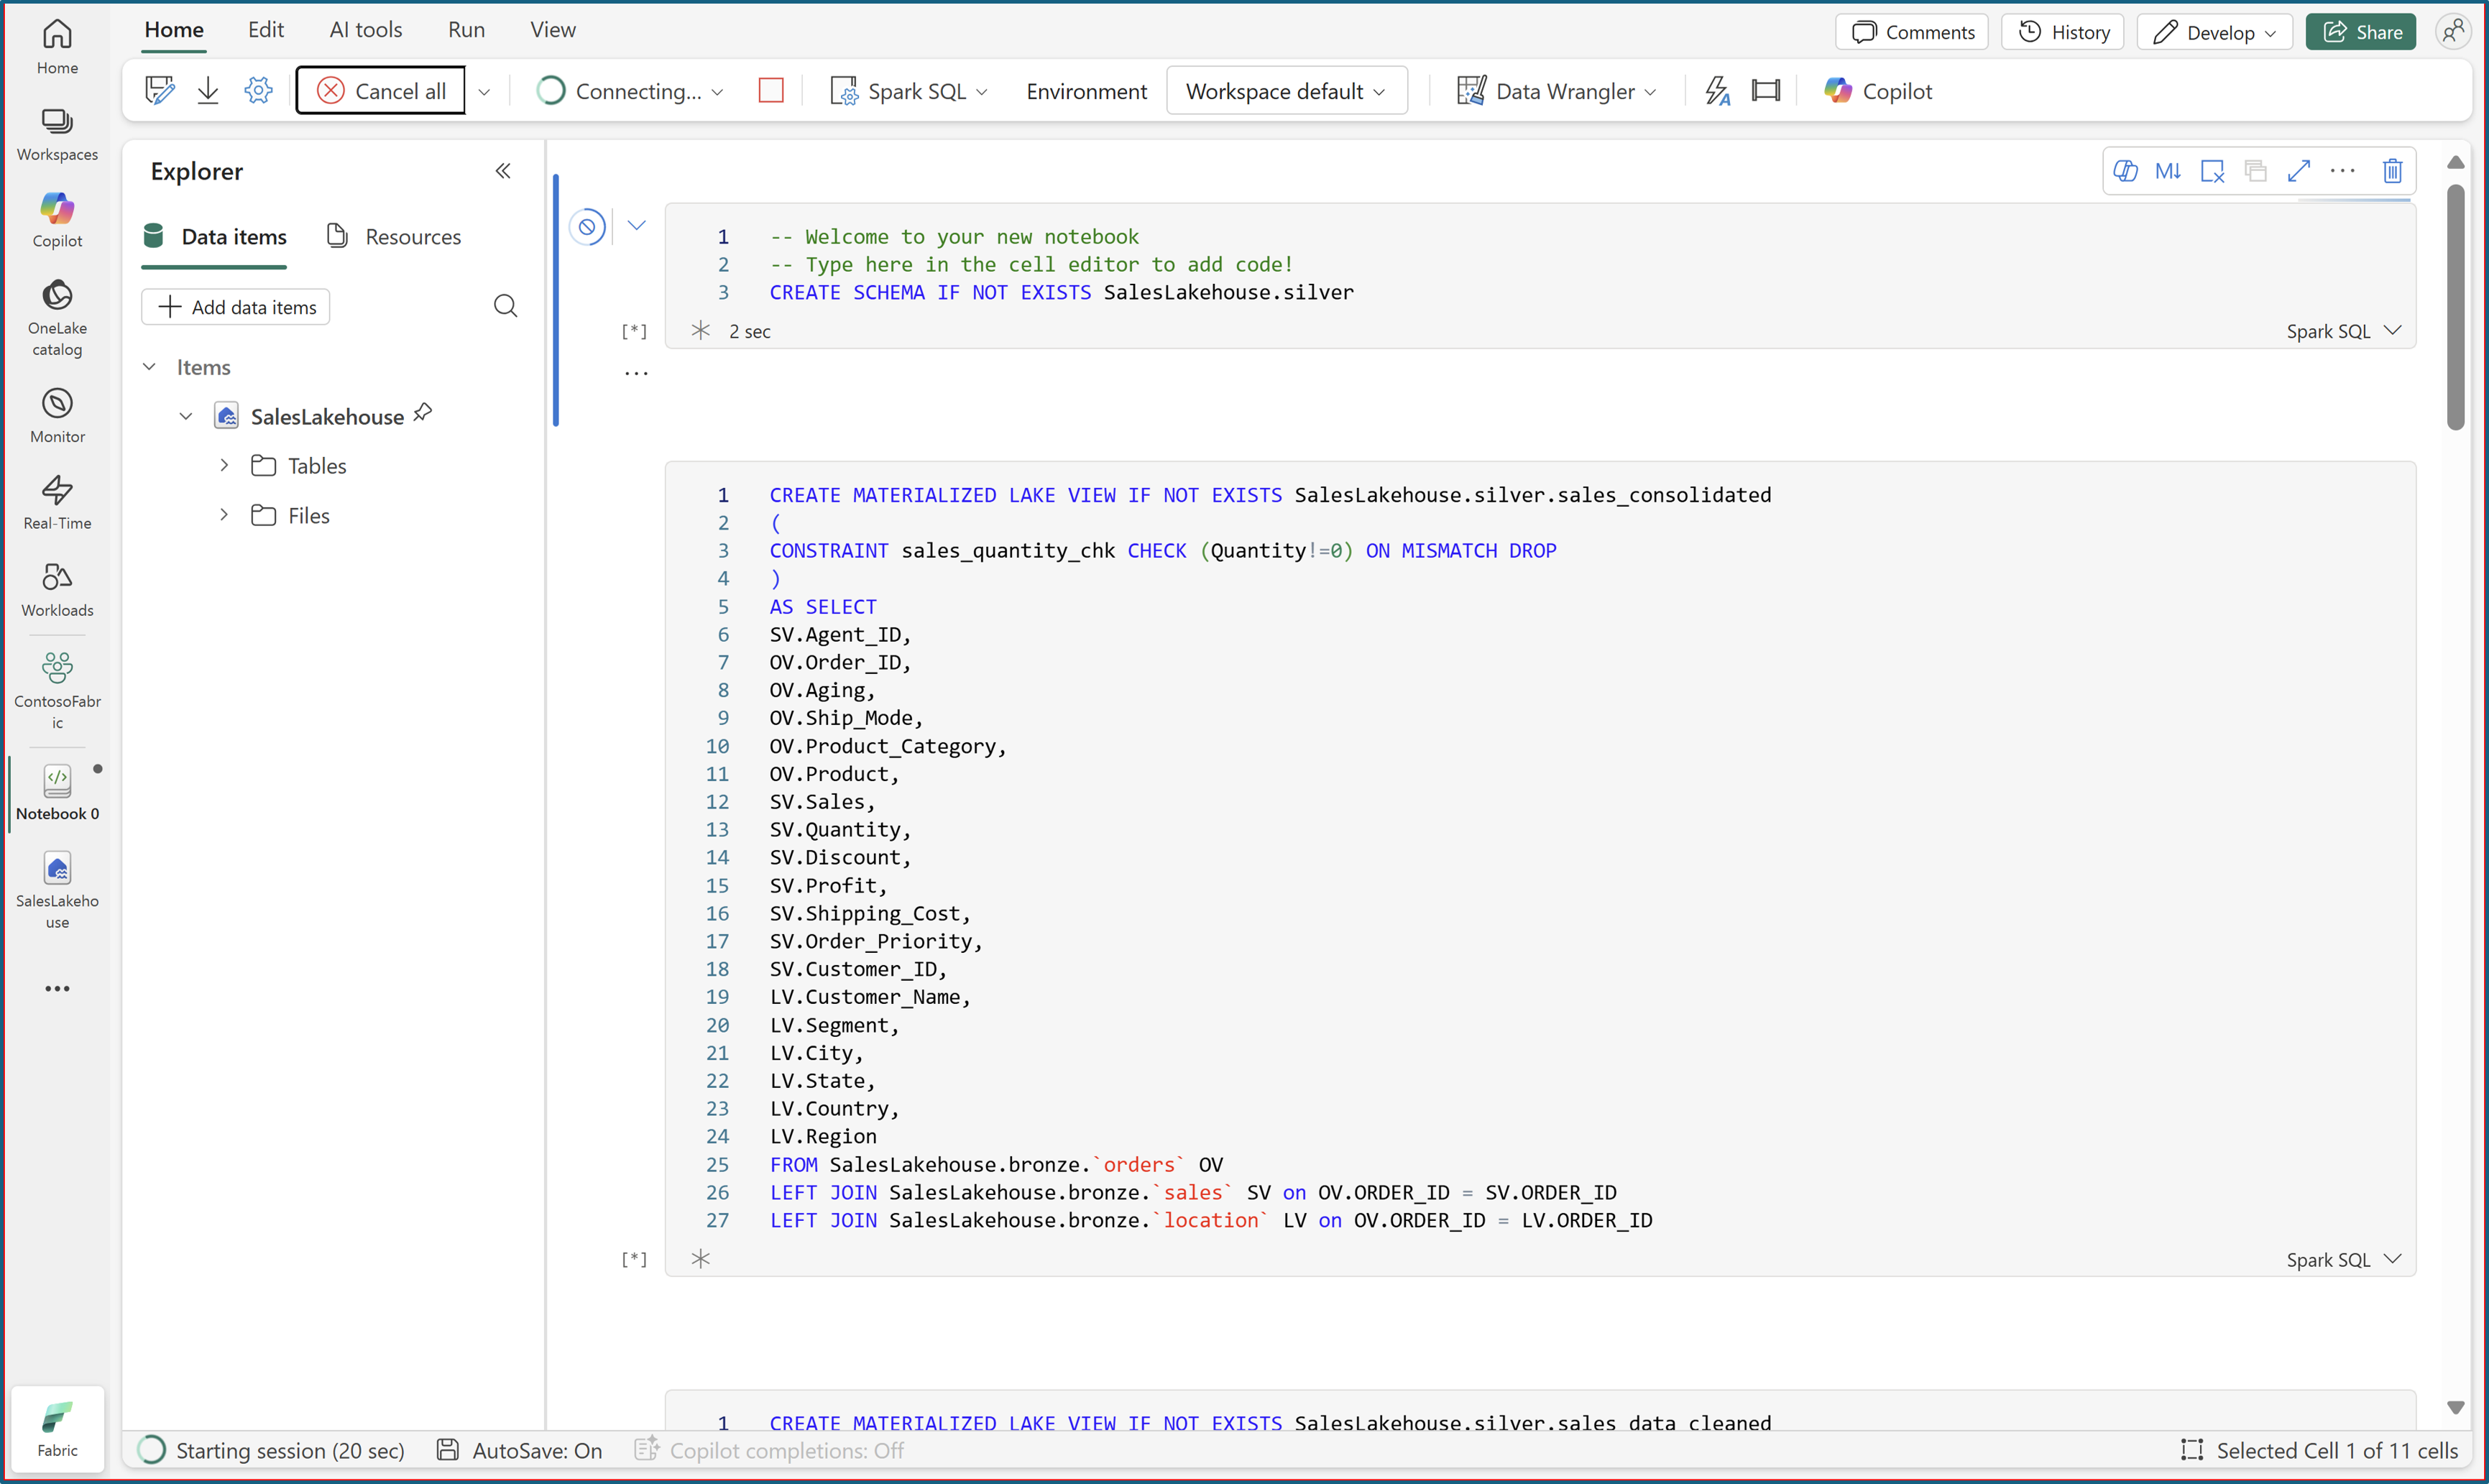 Home
Workspaces
Copilot
OneLake
catalog
Monitor
Real-Time
Workloads
ContosoFabr
ic
Notebook 0
SalesLakeho
use
Fabric
Home Edit AI tools Run View
Comments History Develop Share
Cancel all Connecting... Spark SQL Environment Workspace default Data Wrangler Copilot
Explorer
Data items Resources
Add data items
Items
SalesLakehouse
Tables
Files
M↓
1 -- Welcome to your new notebook
2 -- Type here in the cell editor to add code!
3 CREATE SCHEMA IF NOT EXISTS SalesLakehouse.silver
[*] 2 sec Spark SQL
1 CREATE MATERIALIZED LAKE VIEW IF NOT EXISTS SalesLakehouse.silver.sales_consolidated
2 (
3 CONSTRAINT sales_quantity_chk CHECK (Quantity!=0) ON MISMATCH DROP
4 )
5 AS SELECT
6 SV.Agent_ID,
7 OV.Order_ID,
8 OV.Aging,
9 OV.Ship_Mode,
10 OV.Product_Category,
11 OV.Product,
12 SV.Sales,
13 SV.Quantity,
14 SV.Discount,
15 SV.Profit,
16 SV.Shipping_Cost,
17 SV.Order_Priority,
18 SV.Customer_ID,
19 LV.Customer_Name,
20 LV.Segment,
21 LV.City,
22 LV.State,
23 LV.Country,
24 LV.Region
25 FROM SalesLakehouse.bronze.`orders` OV
26 LEFT JOIN SalesLakehouse.bronze.`sales` SV on OV.ORDER_ID = SV.ORDER_ID
27 LEFT JOIN SalesLakehouse.bronze.`location` LV on OV.ORDER_ID = LV.ORDER_ID
[*] Spark SQL
1 CREATE MATERIALIZED LAKE VIEW IF NOT EXISTS SalesLakehouse.silver.sales_data_cleaned
Starting session (20 sec) AutoSave: On Copilot completions: Off Selected Cell 1 of 11 cells